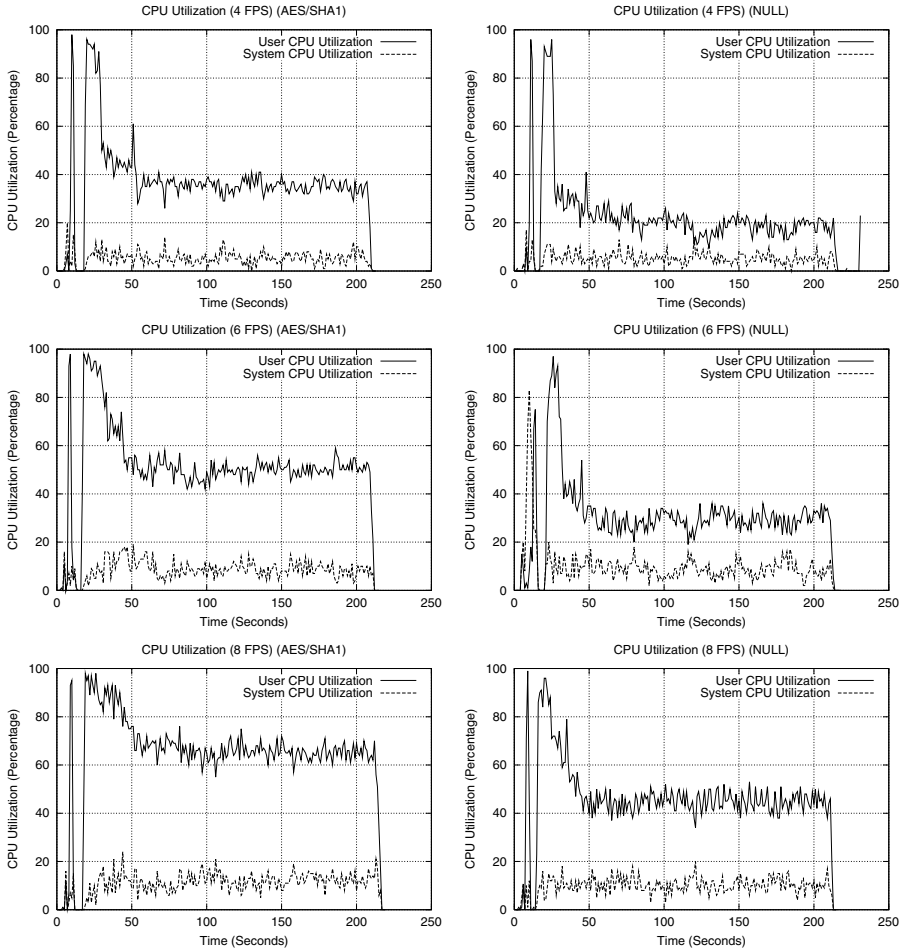 CPU Utilization (4 FPS) (AES/SHA1)
User CPU Utilization
System CPU Utilization
CPU Utilization (Percentage)
100
80
60
40
20
0
0 50 100 150 200 250
Time (Seconds)
CPU Utilization (4 FPS) (NULL)
User CPU Utilization
System CPU Utilization
CPU Utilization (Percentage)
100
80
60
40
20
0
0 50 100 150 200 250
Time (Seconds)
CPU Utilization (6 FPS) (AES/SHA1)
User CPU Utilization
System CPU Utilization
CPU Utilization (Percentage)
100
80
60
40
20
0
0 50 100 150 200 250
Time (Seconds)
CPU Utilization (6 FPS) (NULL)
User CPU Utilization
System CPU Utilization
CPU Utilization (Percentage)
100
80
60
40
20
0
0 50 100 150 200 250
Time (Seconds)
CPU Utilization (8 FPS) (AES/SHA1)
User CPU Utilization
System CPU Utilization
CPU Utilization (Percentage)
100
80
60
40
20
0
0 50 100 150 200 250
Time (Seconds)
CPU Utilization (8 FPS) (NULL)
User CPU Utilization
System CPU Utilization
CPU Utilization (Percentage)
100
80
60
40
20
0
0 50 100 150 200 250
Time (Seconds)